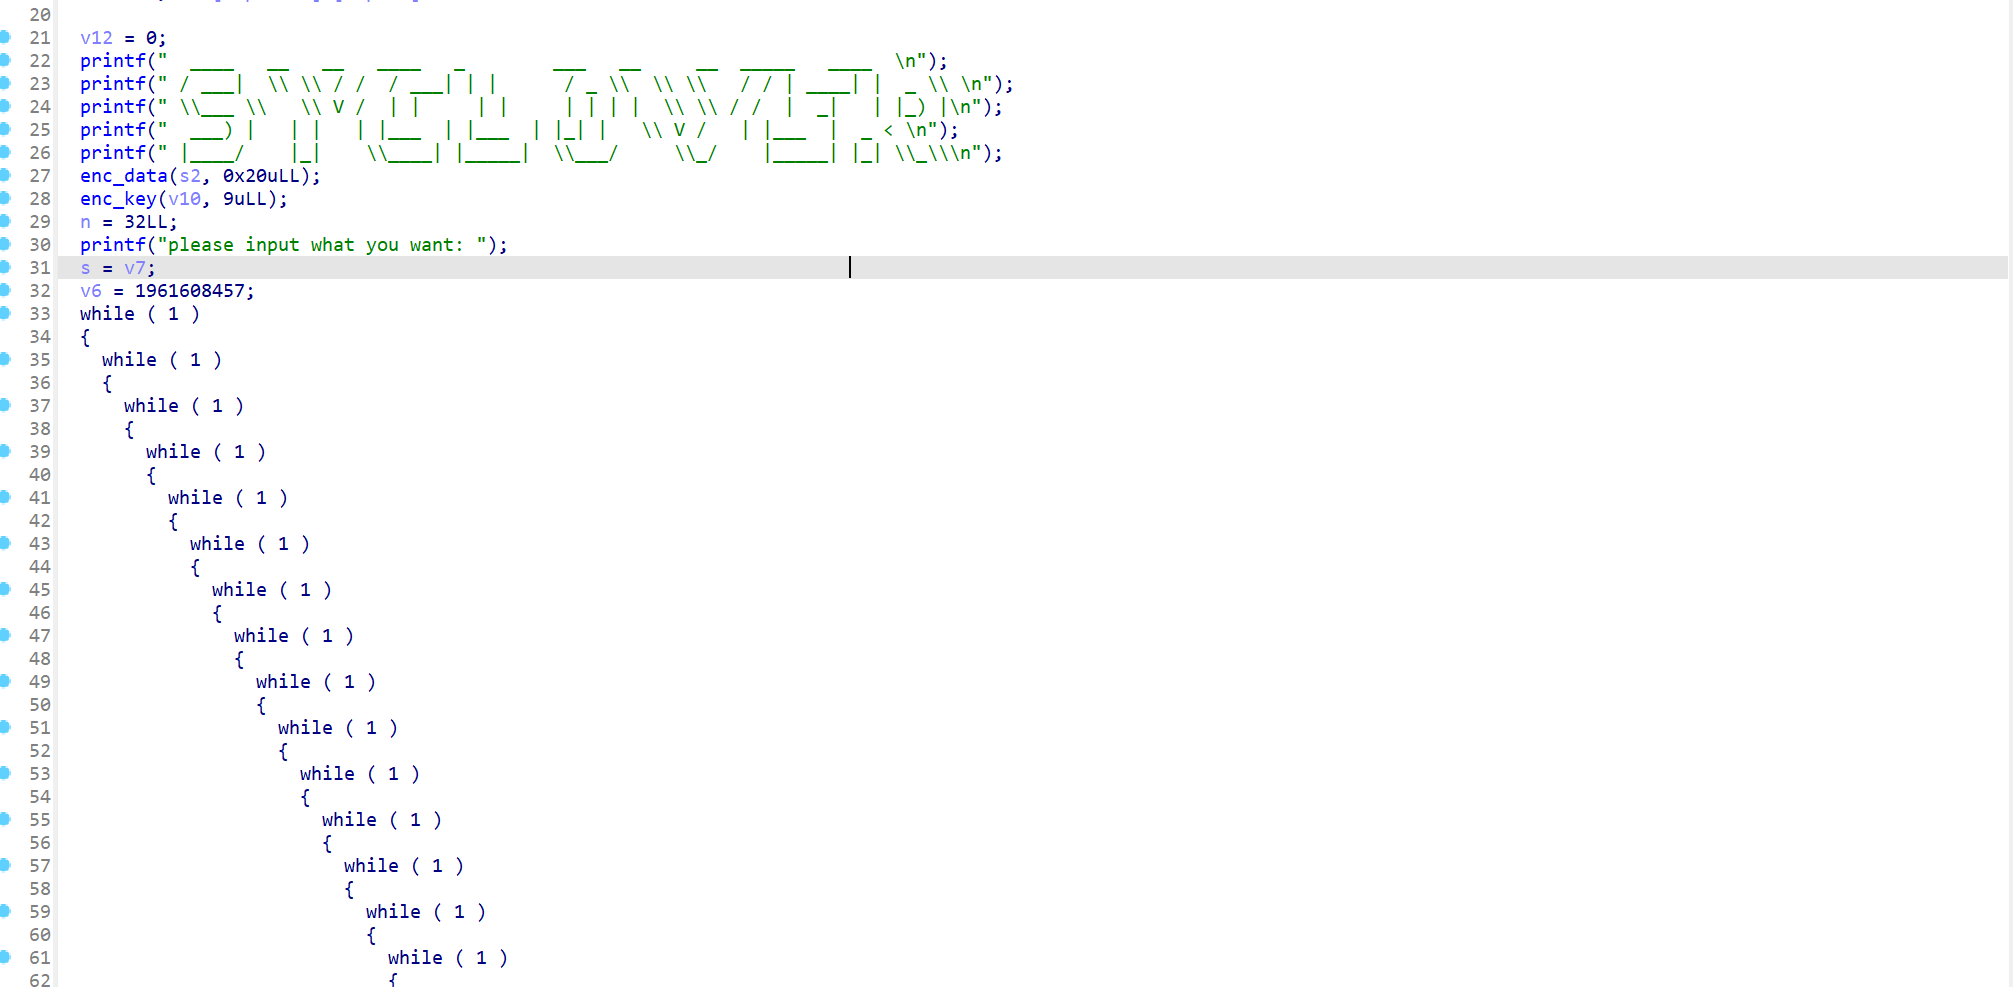 20
21 v12 = 0;
22 printf("  ____   __   __   ____   _        ___   __     __  _____   ____  \n");
23 printf(" / ___|  \\ \\ / /  / ___| | |      / _ \\  \\ \\   / / | ____| |  _ \\ \n");
24 printf(" \\___ \\   \\ V /  | |     | |     | | | |  \\ \\ / /  |  _|   | |_) |\n");
25 printf("  ___) |   | |   | |___  | |___  | |_| |   \\ V /   | |___  |  _ < \n");
26 printf(" |____/    |_|    \\____| |_____|  \\___/     \\_/    |_____| |_| \\_\\\n");
27 enc_data(s2, 0x20uLL);
28 enc_key(v10, 9uLL);
29 n = 32LL;
30 printf("please input what you want: ");
31 s = v7;
32 v6 = 1961608457;
33 while ( 1 )
34 {
35 while ( 1 )
36 {
37 while ( 1 )
38 {
39 while ( 1 )
40 {
41 while ( 1 )
42 {
43 while ( 1 )
44 {
45 while ( 1 )
46 {
47 while ( 1 )
48 {
49 while ( 1 )
50 {
51 while ( 1 )
52 {
53 while ( 1 )
54 {
55 while ( 1 )
56 {
57 while ( 1 )
58 {
59 while ( 1 )
60 {
61 while ( 1 )
62 {